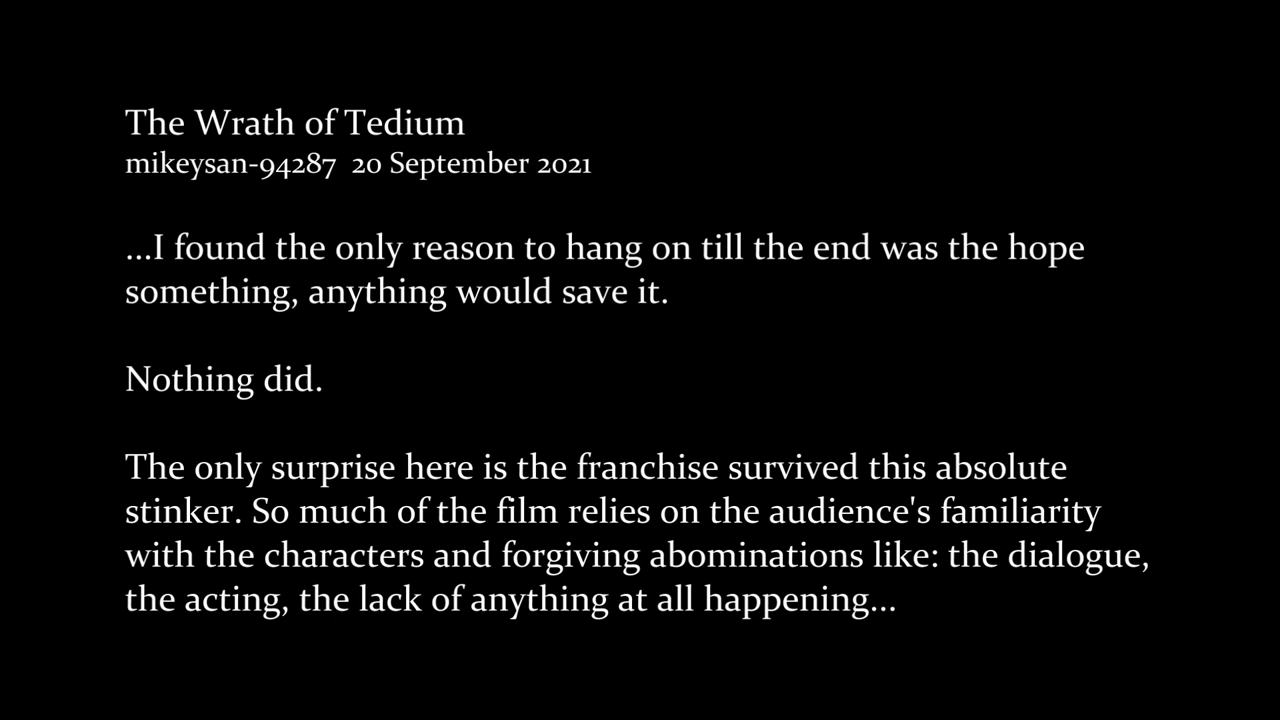 The Wrath of Tedium
mikeysan-94287 20 September 2021
...I found the only reason to hang on till the end was the hope
something, anything would save it.
Nothing did.
The only surprise here is the franchise survived this absolute
stinker. So much of the film relies on the audience's familiarity
with the characters and forgiving abominations like: the dialogue,
the acting, the lack of anything at all happening...